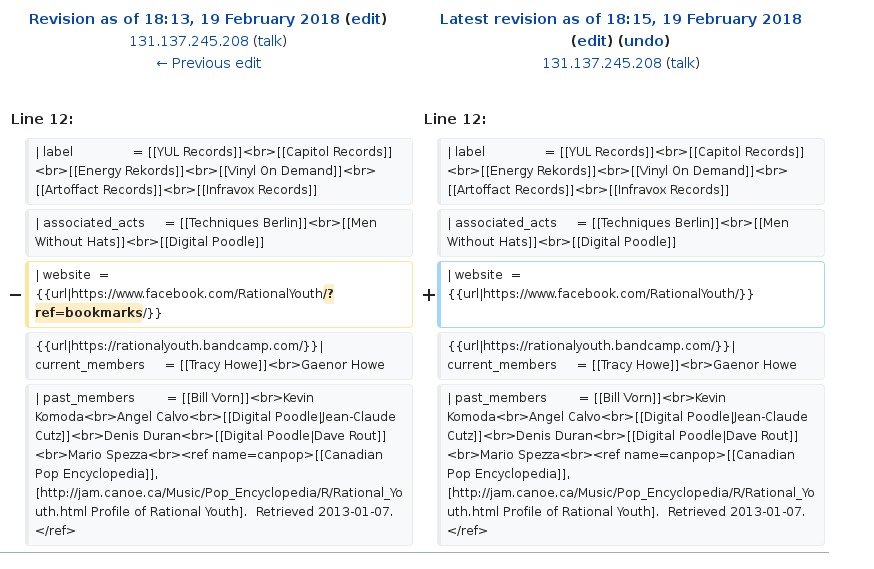 Revision as of 18:13, 19 February 2018 (edit)
131.137.245.208 (talk)
← Previous edit
Latest revision as of 18:15, 19 February 2018
(edit) (undo)
131.137.245.208 (talk)
Line 12:
Line 12:
| label = [[YUL Records]]<br>[[Capitol Records]]
<br>[[Energy Rekords]]<br>[[Vinyl On Demand]]<br>
[[Artoffact Records]]<br>[[Infravox Records]]
| label = [[YUL Records]]<br>[[Capitol Records]]
<br>[[Energy Rekords]]<br>[[Vinyl On Demand]]<br>
[[Artoffact Records]]<br>[[Infravox Records]]
| associated_acts = [[Techniques Berlin]]<br>[[Men
Without Hats]]<br>[[Digital Poodle]]
| associated_acts = [[Techniques Berlin]]<br>[[Men
Without Hats]]<br>[[Digital Poodle]]
−
| website =
{{url|https://www.facebook.com/RationalYouth/?
ref=bookmarks/}}
+
| website =
{{url|https://www.facebook.com/RationalYouth/}}
{{url|https://rationalyouth.bandcamp.com/}}|
current_members = [[Tracy Howe]]<br>Gaenor Howe
{{url|https://rationalyouth.bandcamp.com/}}|
current_members = [[Tracy Howe]]<br>Gaenor Howe
| past_members = [[Bill Vorn]]<br>Kevin
Komoda<br>Angel Calvo<br>[[Digital Poodle|Jean-Claude
Cutz]]<br>Denis Duran<br>[[Digital Poodle|Dave Rout]]
<br>Mario Spezza<br><ref name=canpop>[[Canadian
Pop Encyclopedia]],
[http://jam.canoe.ca/Music/Pop_Encyclopedia/R/Rational_Yo
uth.html Profile of Rational Youth]. Retrieved 2013-01-07.
</ref>
| past_members = [[Bill Vorn]]<br>Kevin
Komoda<br>Angel Calvo<br>[[Digital Poodle|Jean-Claude
Cutz]]<br>Denis Duran<br>[[Digital Poodle|Dave Rout]]
<br>Mario Spezza<br><ref name=canpop>[[Canadian
Pop Encyclopedia]],
[http://jam.canoe.ca/Music/Pop_Encyclopedia/R/Rational_Yo
uth.html Profile of Rational Youth]. Retrieved 2013-01-07.
</ref>